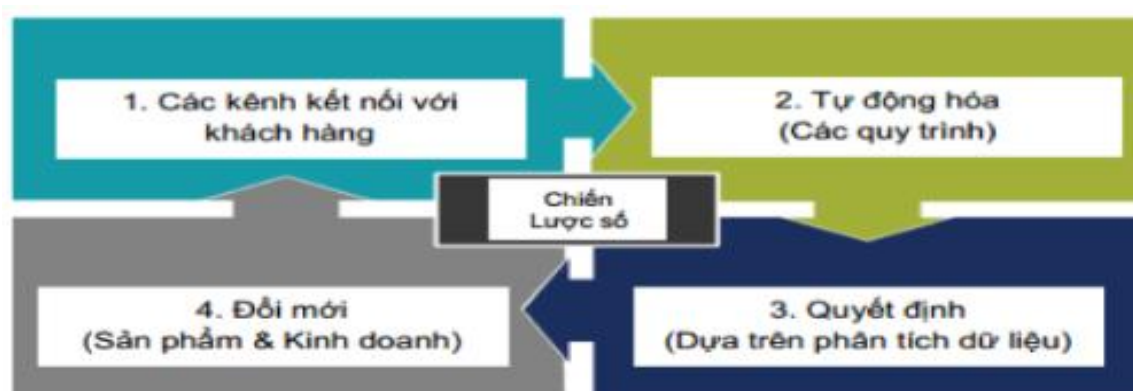 1. Các kênh kết nối với
khách hàng
2. Tự động hóa
(Các quy trình)
Chiến
Lược số
4. Đổi mới
(Sản phẩm & Kinh doanh)
3. Quyết định
(Dựa trên phân tích dữ liệu)